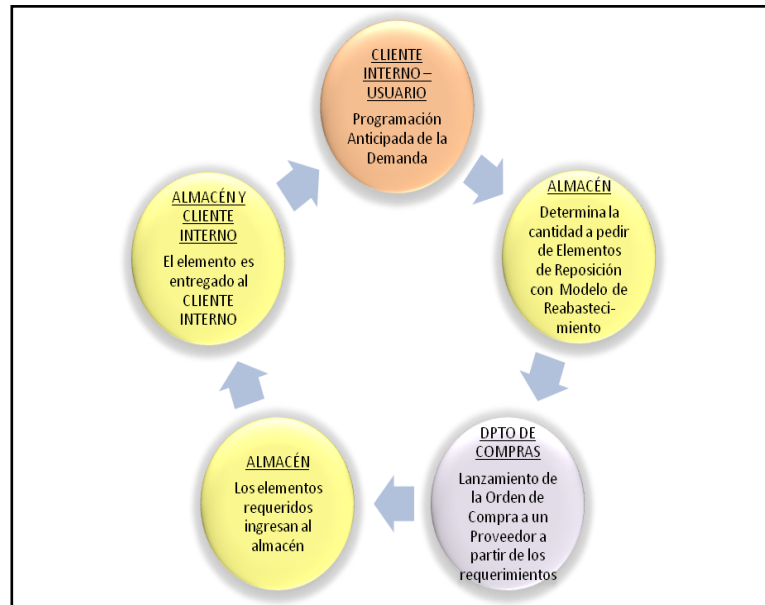 CLIENTE
INTERNO –
USUARIO
Programación
Anticipada de la
Demanda
ALMACÉN
Determina la
cantidad a pedir de Elementos
de Reposición
con Modelo de
Reabasteci-
miento
DPTO DE
COMPRAS
Lanzamiento de
la Orden de
Compra a un
Proveedor a
partir de los
requerimientos
ALMACÉN
Los elementos
requeridos
ingresan al
almacén
ALMACÉN Y
CLIENTE
INTERNO
El elemento es
entregado al
CLIENTE
INTERNO